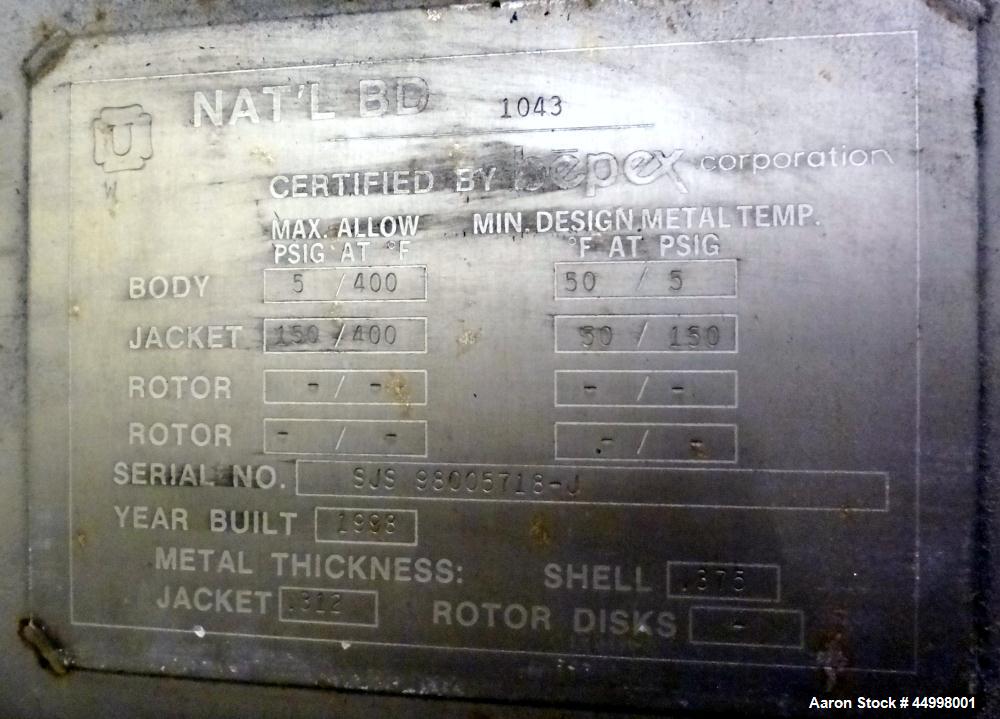 NAT'L BD 1043
U
W
CERTIFIED BY bēpex corporation
MAX. ALLOW MIN. DESIGN METAL TEMP.
PSIG AT °F °F AT PSIG
BODY 5 / 400 50 / 5
JACKET 150 / 400 50 / 150
ROTOR - / - - / -
ROTOR - / - - / -
SERIAL NO. SJS 98005718-J
YEAR BUILT 1998
METAL THICKNESS: SHELL .375
JACKET .312 ROTOR DISKS -
Aaron Stock # 44998001